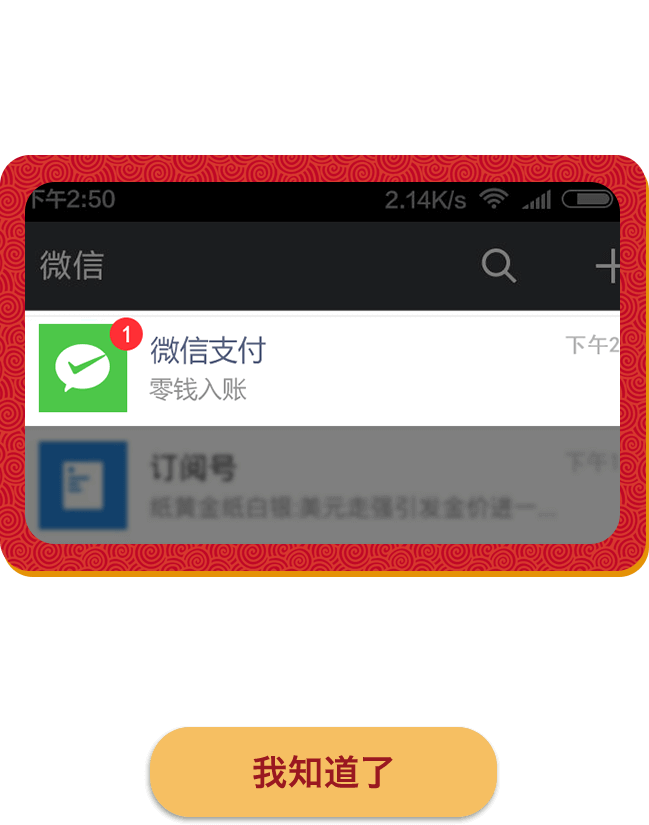 下午2:50 2.14K/s
微信
1
微信支付 下午2
零钱入账
订阅号 下午1
纸黄金纸白银:美元走强引发金价进一...
我知道了